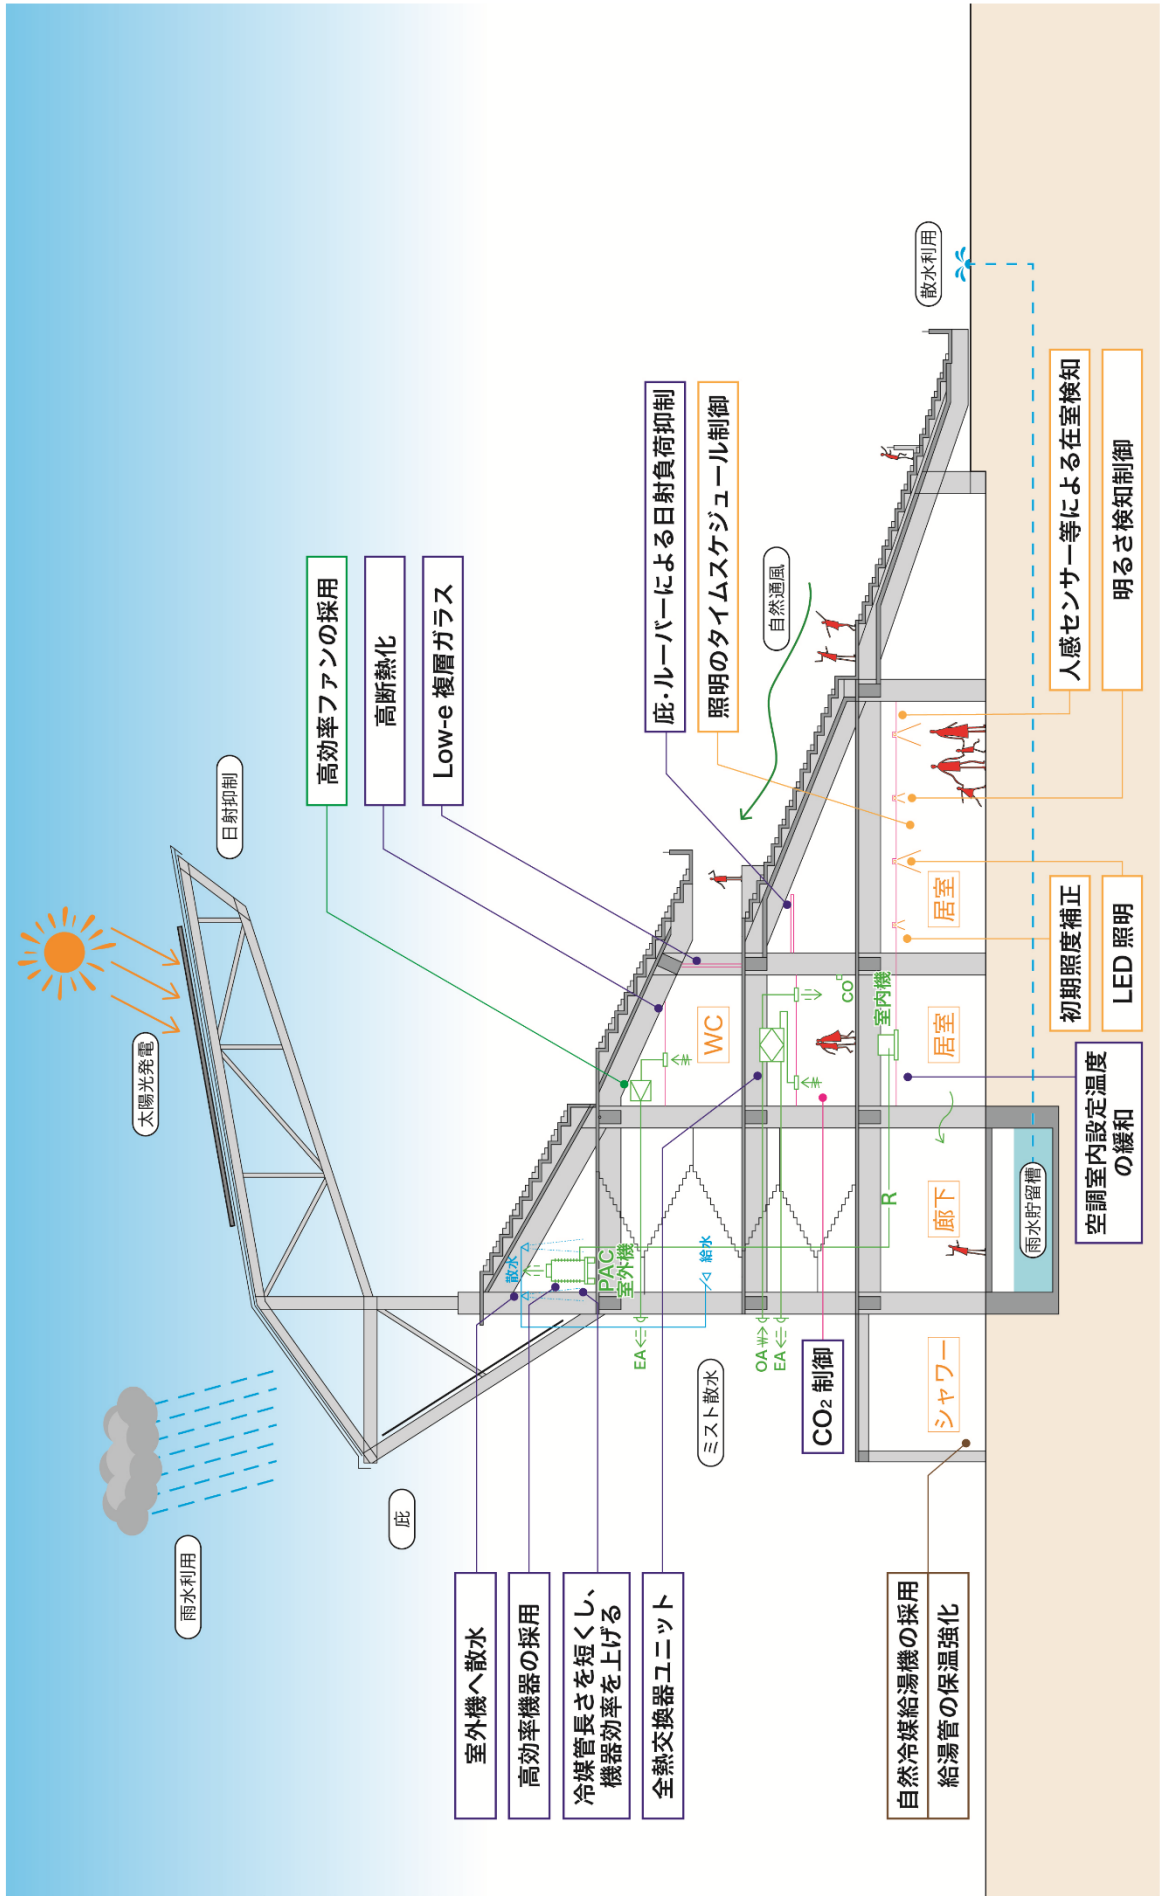 雨水利用
太陽光発電
日射抑制
庇
高効率ファンの採用
高断熱化
Low-e 複層ガラス
室外機へ散水
高効率機器の採用
冷媒管長さを短くし、
機器効率を上げる
全熱交換器ユニット
散水
PAC
室外機
給水
EA
OA
EA
ミスト散水
CO₂ 制御
WC
庇・ルーバーによる日射負荷抑制
照明のタイムスケジュール制御
自然通風
散水利用
CO
室内機
R
シャワー
廊下
居室
居室
自然冷媒給湯機の採用
給湯管の保温強化
雨水貯留槽
空調室内設定温度
の緩和
初期照度補正
LED 照明
人感センサー等による在室検知
明るさ検知制御